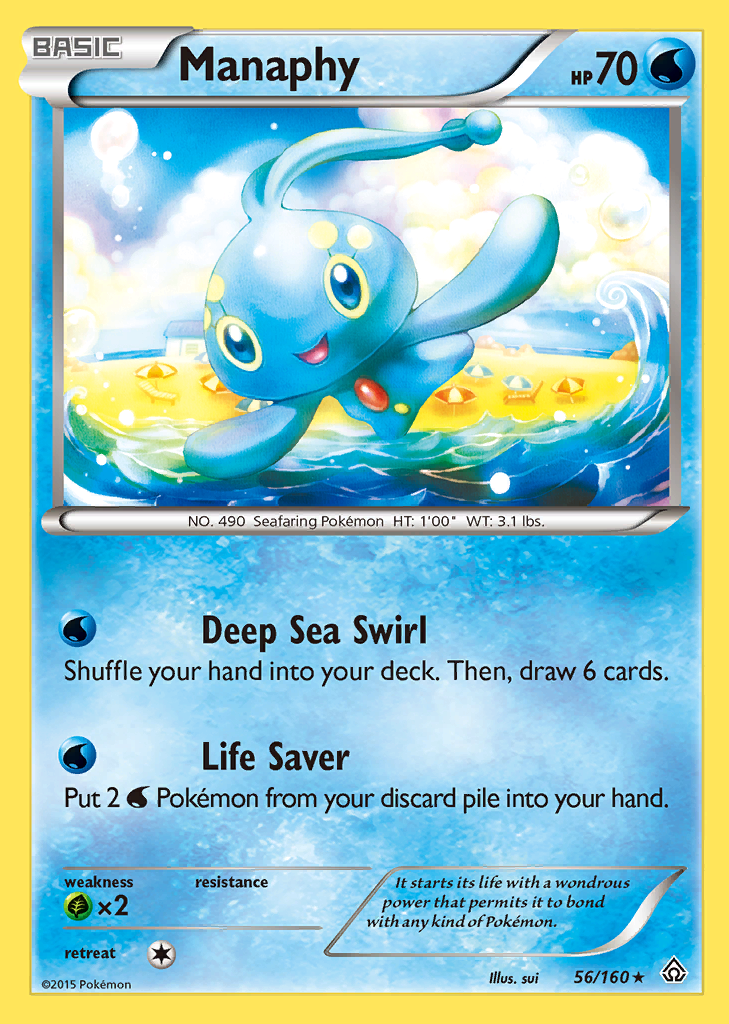 BASIC
Manaphy
HP 70
NO. 490 Seafaring Pokémon HT: 1'00" WT: 3.1 lbs.
Deep Sea Swirl
Shuffle your hand into your deck. Then, draw 6 cards.
Life Saver
Put 2 Pokémon from your discard pile into your hand.
weakness
resistance
×2
It starts its life with a wondrous
power that permits it to bond
with any kind of Pokémon.
retreat
©2015 Pokémon
Illus. sui
56/160 ★